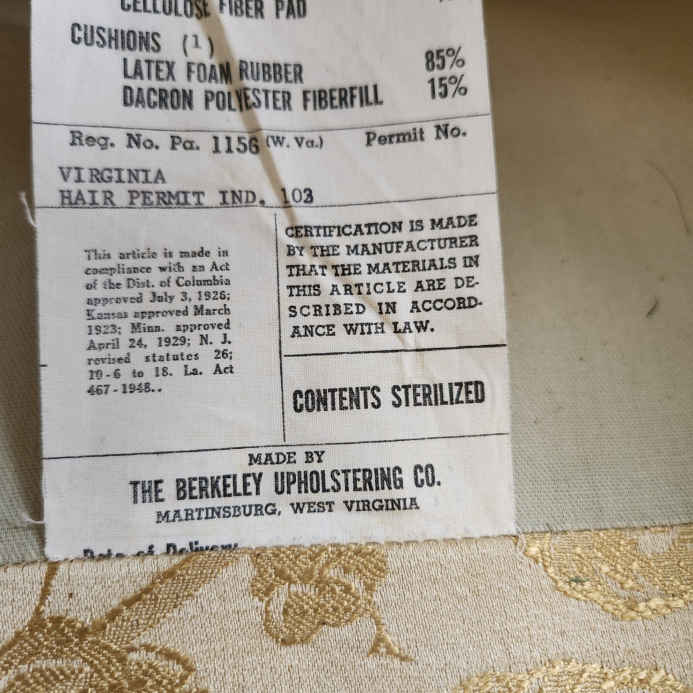 CELLULOSE FIBER PAD
CUSHIONS (1)
LATEX FOAM RUBBER 85%
DACRON POLYESTER FIBERFILL 15%
Reg. No. Pa. 1156 (W. Va.) Permit No.
VIRGINIA
HAIR PERMIT IND. 103
This article is made in
compliance with an Act
of the Dist. of Columbia
approved July 3, 1926;
Kansas approved March
1923; Minn. approved
April 24, 1929; N. J.
revised statutes 26;
10-6 to 18. La. Act
467-1948..
CERTIFICATION IS MADE
BY THE MANUFACTURER
THAT THE MATERIALS IN
THIS ARTICLE ARE DE-
SCRIBED IN ACCORD-
ANCE WITH LAW.
CONTENTS STERILIZED
MADE BY
THE BERKELEY UPHOLSTERING CO.
MARTINSBURG, WEST VIRGINIA
Date of Delivery